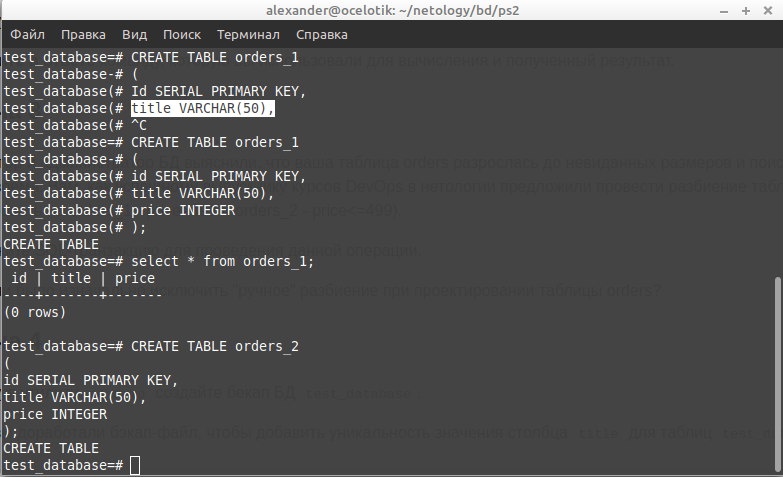 alexander@ocelotik: ~/netology/bd/ps2
Файл Правка Вид Поиск Терминал Справка
test_database=# CREATE TABLE orders_1
test_database-# (
test_database(# Id SERIAL PRIMARY KEY,
test_database(# title VARCHAR(50),
test_database(# ^C
test_database=# CREATE TABLE orders_1
test_database-# (
test_database(# id SERIAL PRIMARY KEY,
test_database(# title VARCHAR(50),
test_database(# price INTEGER
test_database(# );
CREATE TABLE
test_database=# select * from orders_1;
 id | title | price
----+-------+-------
(0 rows)
test_database=# CREATE TABLE orders_2
(
id SERIAL PRIMARY KEY,
title VARCHAR(50),
price INTEGER
);
CREATE TABLE
test_database=#